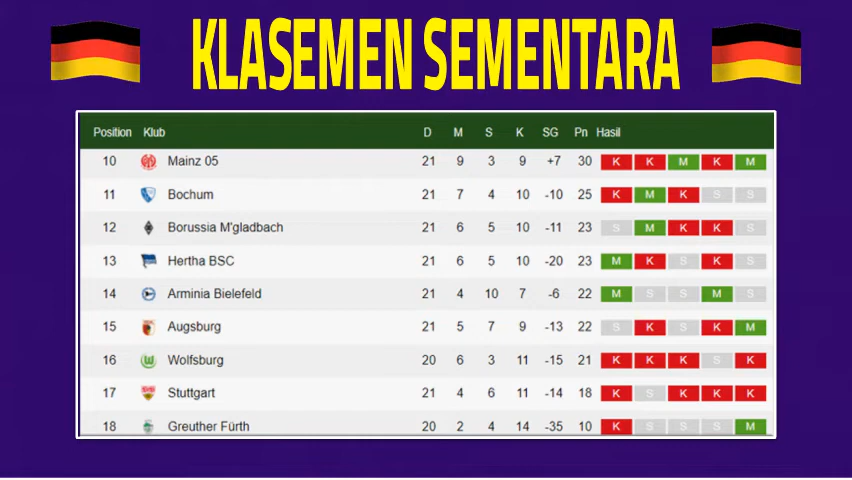 KLASEMEN SEMENTARA
Position Klub D M S K SG Pn Hasil
10 Mainz 05 21 9 3 9 +7 30 K K M K M
11 Bochum 21 7 4 10 -10 25 K M K S S
12 Borussia M'gladbach 21 6 5 10 -11 23 S M K K S
13 Hertha BSC 21 6 5 10 -20 23 M K S K S
14 Arminia Bielefeld 21 4 10 7 -6 22 M S S M S
15 Augsburg 21 5 7 9 -13 22 S K S K M
16 Wolfsburg 20 6 3 11 -15 21 K K K S K
17 Stuttgart 21 4 6 11 -14 18 K S K K K
18 Greuther Fürth 20 2 4 14 -35 10 K S S S M